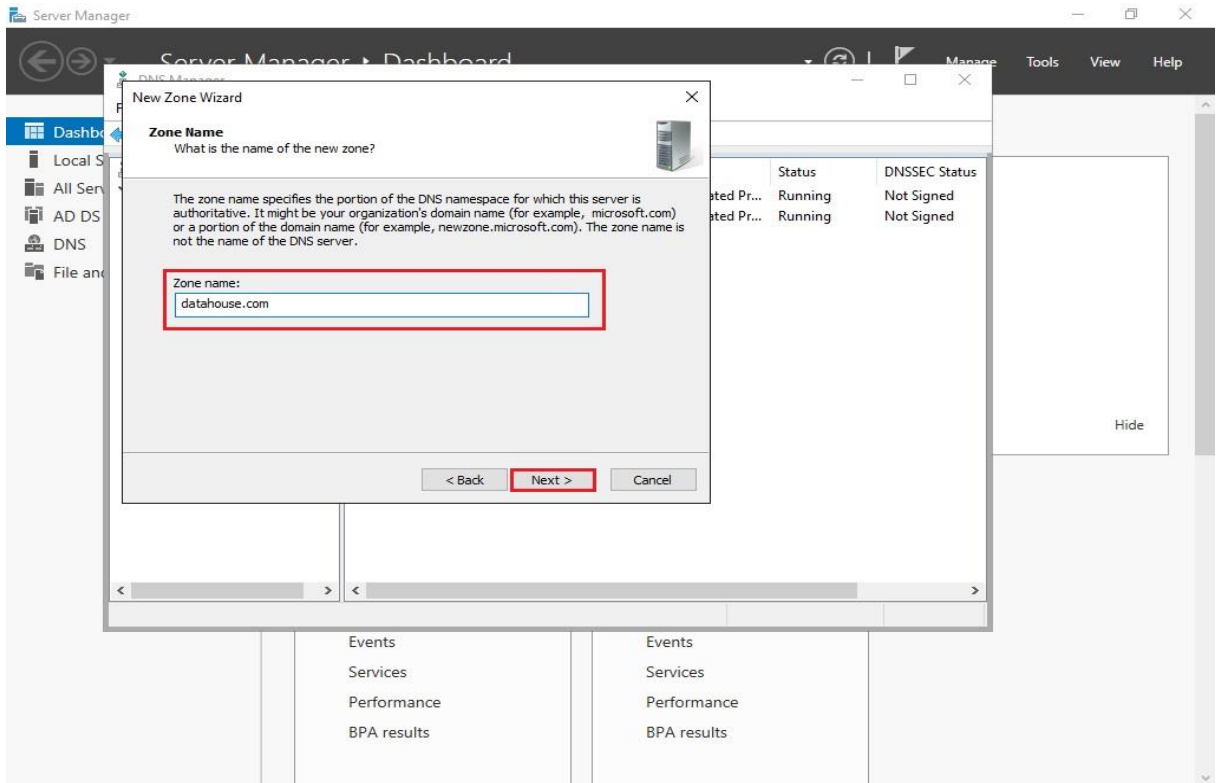 Server Manager
Server Manager • Dashboard
Manage Tools View Help
DNS Manager
New Zone Wizard
Zone Name
What is the name of the new zone?
The zone name specifies the portion of the DNS namespace for which this server is
authoritative. It might be your organization's domain name (for example, microsoft.com)
or a portion of the domain name (for example, newzone.microsoft.com). The zone name is
not the name of the DNS server.
Zone name:
datahouse.com
< Back Next > Cancel
Dashbo
Local S
All Serv
AD DS
DNS
File and
Status DNSSEC Status
ated Pr... Running Not Signed
ated Pr... Running Not Signed
Hide
Events
Services
Performance
BPA results
Events
Services
Performance
BPA results